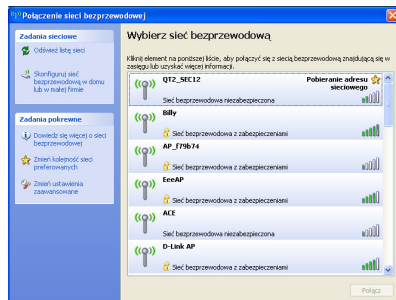 Połączenie sieci bezprzewodowej
Zadania sieciowe
Odśwież listę sieci
Skonfiguruj sieć
bezprzewodową w domu
lub w małej firmie
Zadania pokrewne
Dowiedz się więcej o sieci
bezprzewodowej
Zmień kolejność sieci
preferowanych
Zmień ustawienia
zaawansowane
Wybierz sieć bezprzewodową
Kliknij element na poniższej liście, aby połączyć się z siecią bezprzewodową znajdującą się w
zasięgu lub uzyskać więcej informacji.
QT2_SEC12
Pobieranie adresu
sieciowego
Sieć bezprzewodowa niezabezpieczona
Billy
Sieć bezprzewodowa z zabezpieczeniami
AP_f79b74
Sieć bezprzewodowa z zabezpieczeniami
EeeAP
Sieć bezprzewodowa z zabezpieczeniami
ACE
Sieć bezprzewodowa niezabezpieczona
D-Link AP
Sieć bezprzewodowa z zabezpieczeniami
Połącz